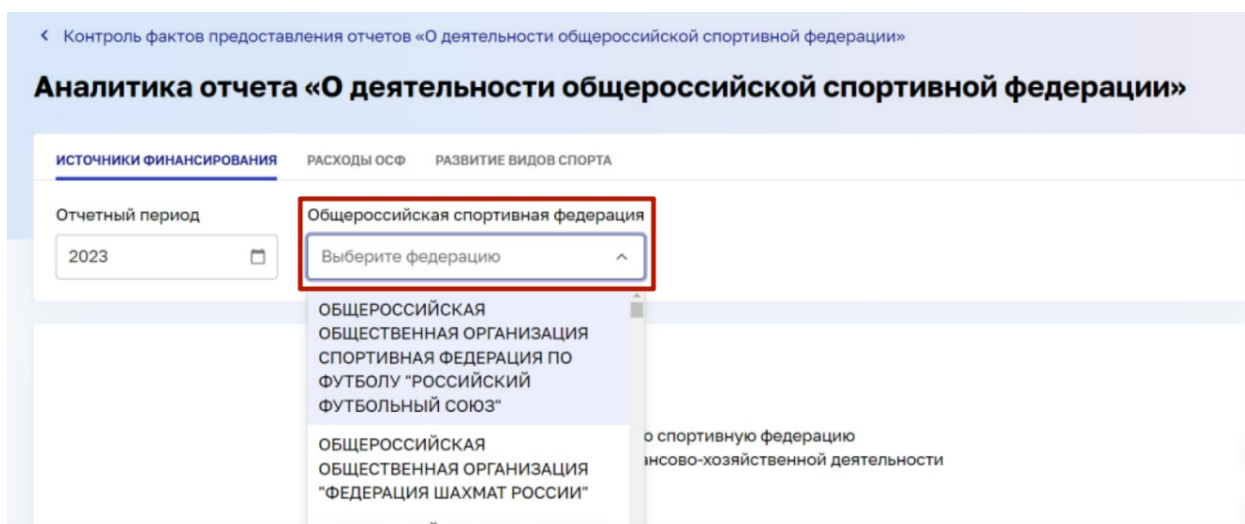 Контроль фактов предоставления отчетов «О деятельности общероссийской спортивной федерации»
Аналитика отчета «О деятельности общероссийской спортивной федерации»
ИСТОЧНИКИ ФИНАНСИРОВАНИЯ РАСХОДЫ ОСФ РАЗВИТИЕ ВИДОВ СПОРТА
Отчетный период Общероссийская спортивная федерация
2023 Выберите федерацию
ОБЩЕРОССИЙСКАЯ
ОБЩЕСТВЕННАЯ ОРГАНИЗАЦИЯ
СПОРТИВНАЯ ФЕДЕРАЦИЯ ПО
ФУТБОЛУ "РОССИЙСКИЙ
ФУТБОЛЬНЫЙ СОЮЗ"
ОБЩЕРОССИЙСКАЯ
ОБЩЕСТВЕННАЯ ОРГАНИЗАЦИЯ
"ФЕДЕРАЦИЯ ШАХМАТ РОССИИ"
спортивную федерацию
хозяйственной деятельности